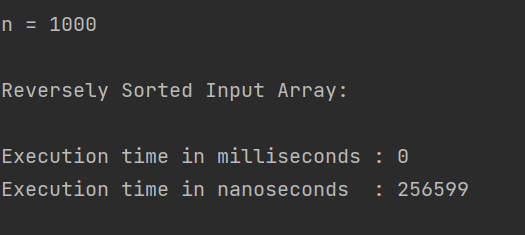 n = 1000
Reversely Sorted Input Array:
Execution time in milliseconds : 0
Execution time in nanoseconds  : 256599